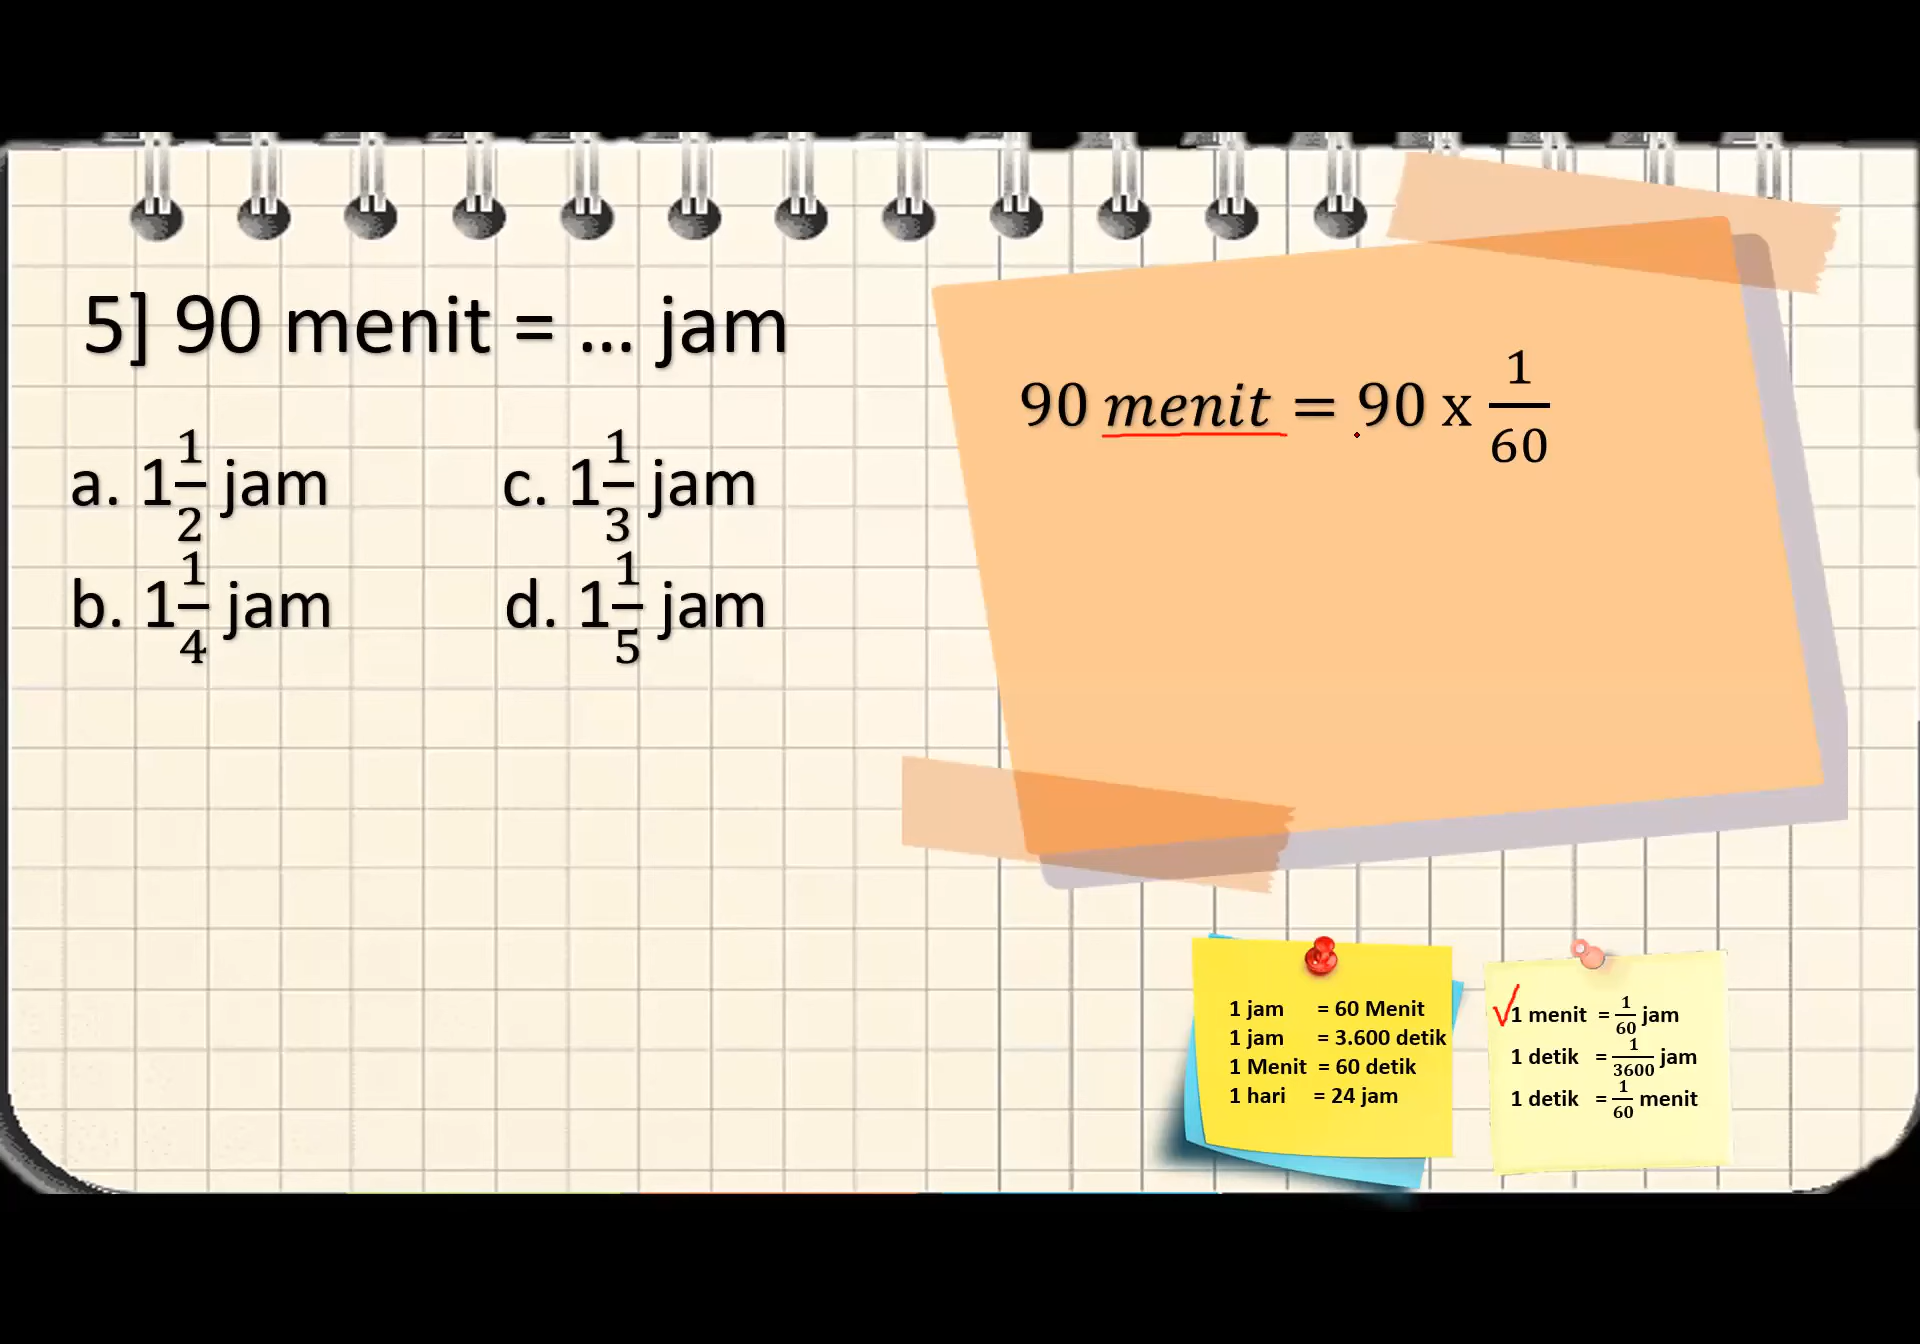 5] 90 menit = ... jam
a. 1 1/2 jam
c. 1 1/3 jam
b. 1 1/4 jam
d. 1 1/5 jam
90 menit = 90 x 1/60
1 jam = 60 Menit
1 jam = 3.600 detik
1 Menit = 60 detik
1 hari = 24 jam
1 menit = 1/60 jam
1 detik = 1/3600 jam
1 detik = 1/60 menit